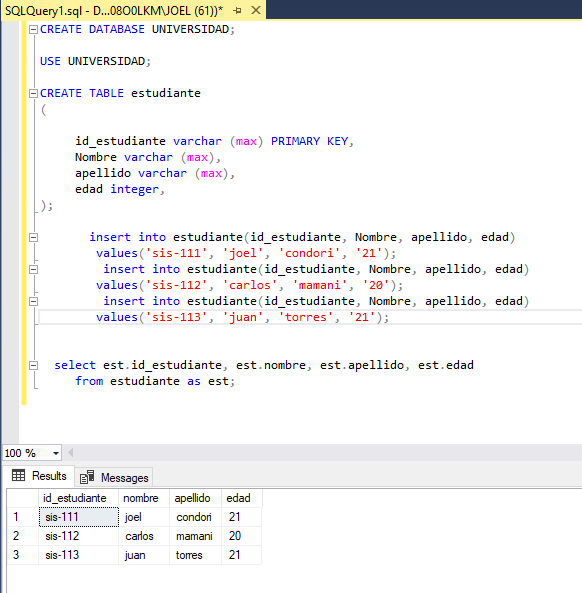 SQLQuery1.sql - D...08O0LKM\JOEL (61))*
CREATE DATABASE UNIVERSIDAD;
USE UNIVERSIDAD;
CREATE TABLE estudiante
(
id_estudiante varchar (max) PRIMARY KEY,
Nombre varchar (max),
apellido varchar (max),
edad integer,
);
insert into estudiante(id_estudiante, Nombre, apellido, edad)
values('sis-111', 'joel', 'condori', '21');
insert into estudiante(id_estudiante, Nombre, apellido, edad)
values('sis-112', 'carlos', 'mamani', '20');
insert into estudiante(id_estudiante, Nombre, apellido, edad)
values('sis-113', 'juan', 'torres', '21');
select est.id_estudiante, est.nombre, est.apellido, est.edad
from estudiante as est;
100 %
Results Messages
id_estudiante nombre apellido edad
1 sis-111 joel condori 21
2 sis-112 carlos mamani 20
3 sis-113 juan torres 21